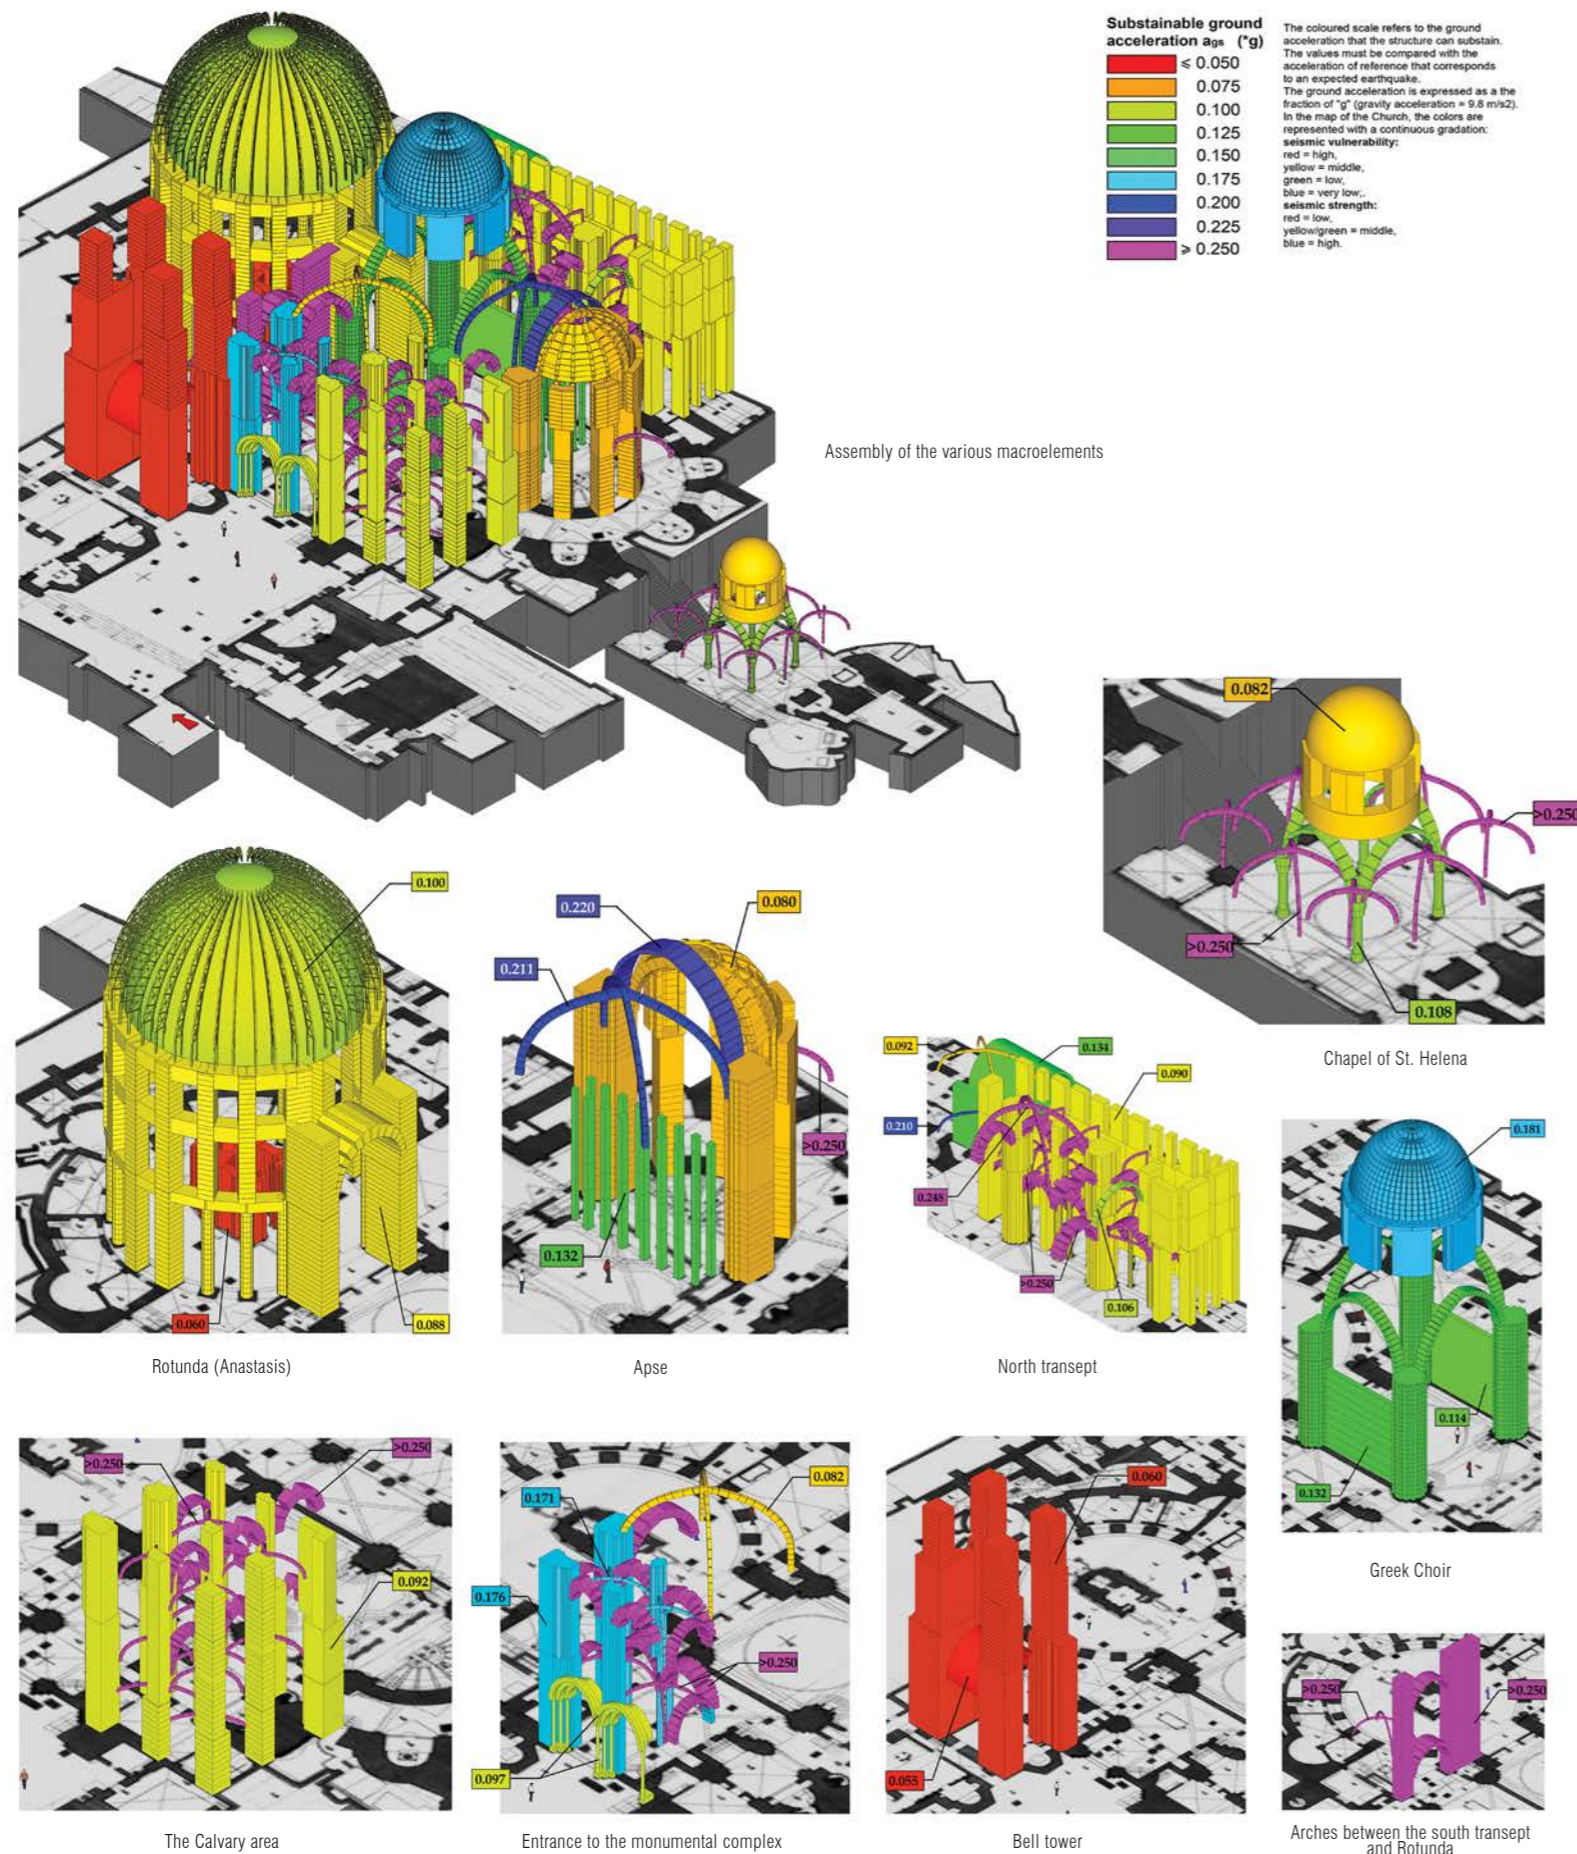 Substainable ground
acceleration ags (*g)
⩽ 0.050
0.075
0.100
0.125
0.150
0.175
0.200
0.225
⩾ 0.250
The coloured scale refers to the ground
acceleration that the structure can substain.
The values must be compared with the
acceleration of reference that corresponds
to an expected earthquake.
The ground acceleration is expressed as a the
fraction of "g" (gravity acceleration = 9.8 m/s2).
In the map of the Church, the colors are
represented with a continuous gradation:
seismic vulnerability:
red = high,
yellow = middle,
green = low,
blue = very low;.
seismic strength:
red = low,
yellow/green = middle,
blue = high.
Assembly of the various macroelements
0.082
>0.250
>0.250
0.108
Chapel of St. Helena
0.100
0.060
0.088
Rotunda (Anastasis)
0.220
0.080
0.211
>0.250
0.132
Apse
0.092
0.134
0.090
0.210
0.248
>0.250
0.106
North transept
0.181
0.114
0.132
Greek Choir
>0.250
>0.250
0.092
The Calvary area
0.082
0.171
0.176
>0.250
0.097
Entrance to the monumental complex
0.060
0.055
Bell tower
>0.250
>0.250
Arches between the south transept
and Rotunda